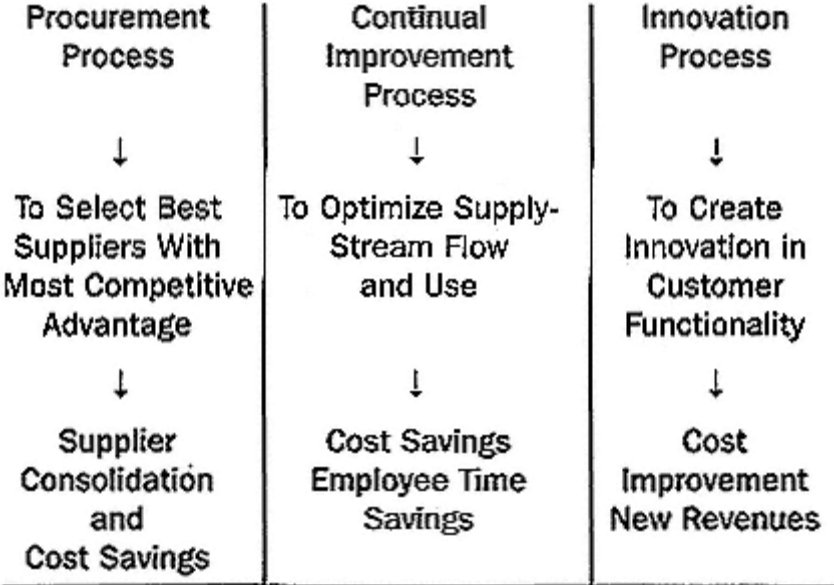 Procurement
Process
↓
To Select Best
Suppliers With
Most Competitive
Advantage
↓
Supplier
Consolidation
and
Cost Savings
Continual
Improvement
Process
↓
To Optimize Supply-
Stream Flow
and Use
↓
Cost Savings
Employee Time
Savings
Innovation
Process
↓
To Create
Innovation in
Customer
Functionality
↓
Cost
Improvement
New Revenues